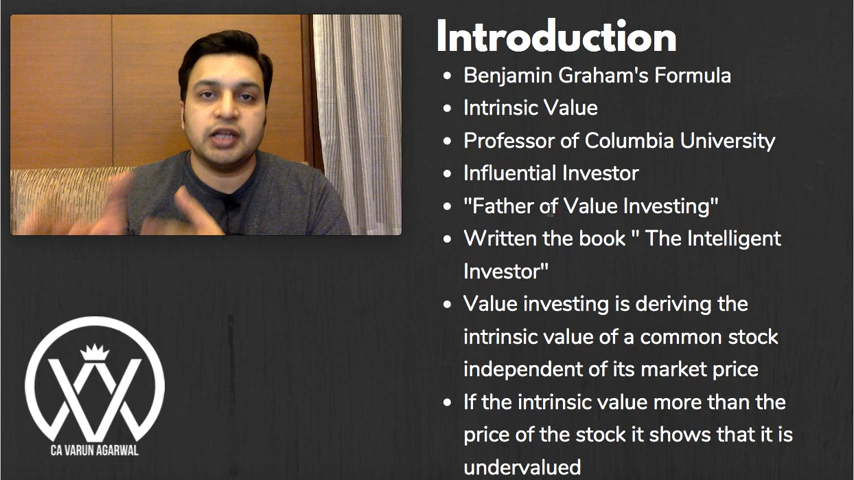 Introduction
Benjamin Graham's Formula
Intrinsic Value
Professor of Columbia University
Influential Investor
"Father of Value Investing"
Written the book " The Intelligent
Investor"
Value investing is deriving the
intrinsic value of a common stock
independent of its market price
If the intrinsic value more than the
price of the stock it shows that it is
undervalued
CA VARUN AGARWAL